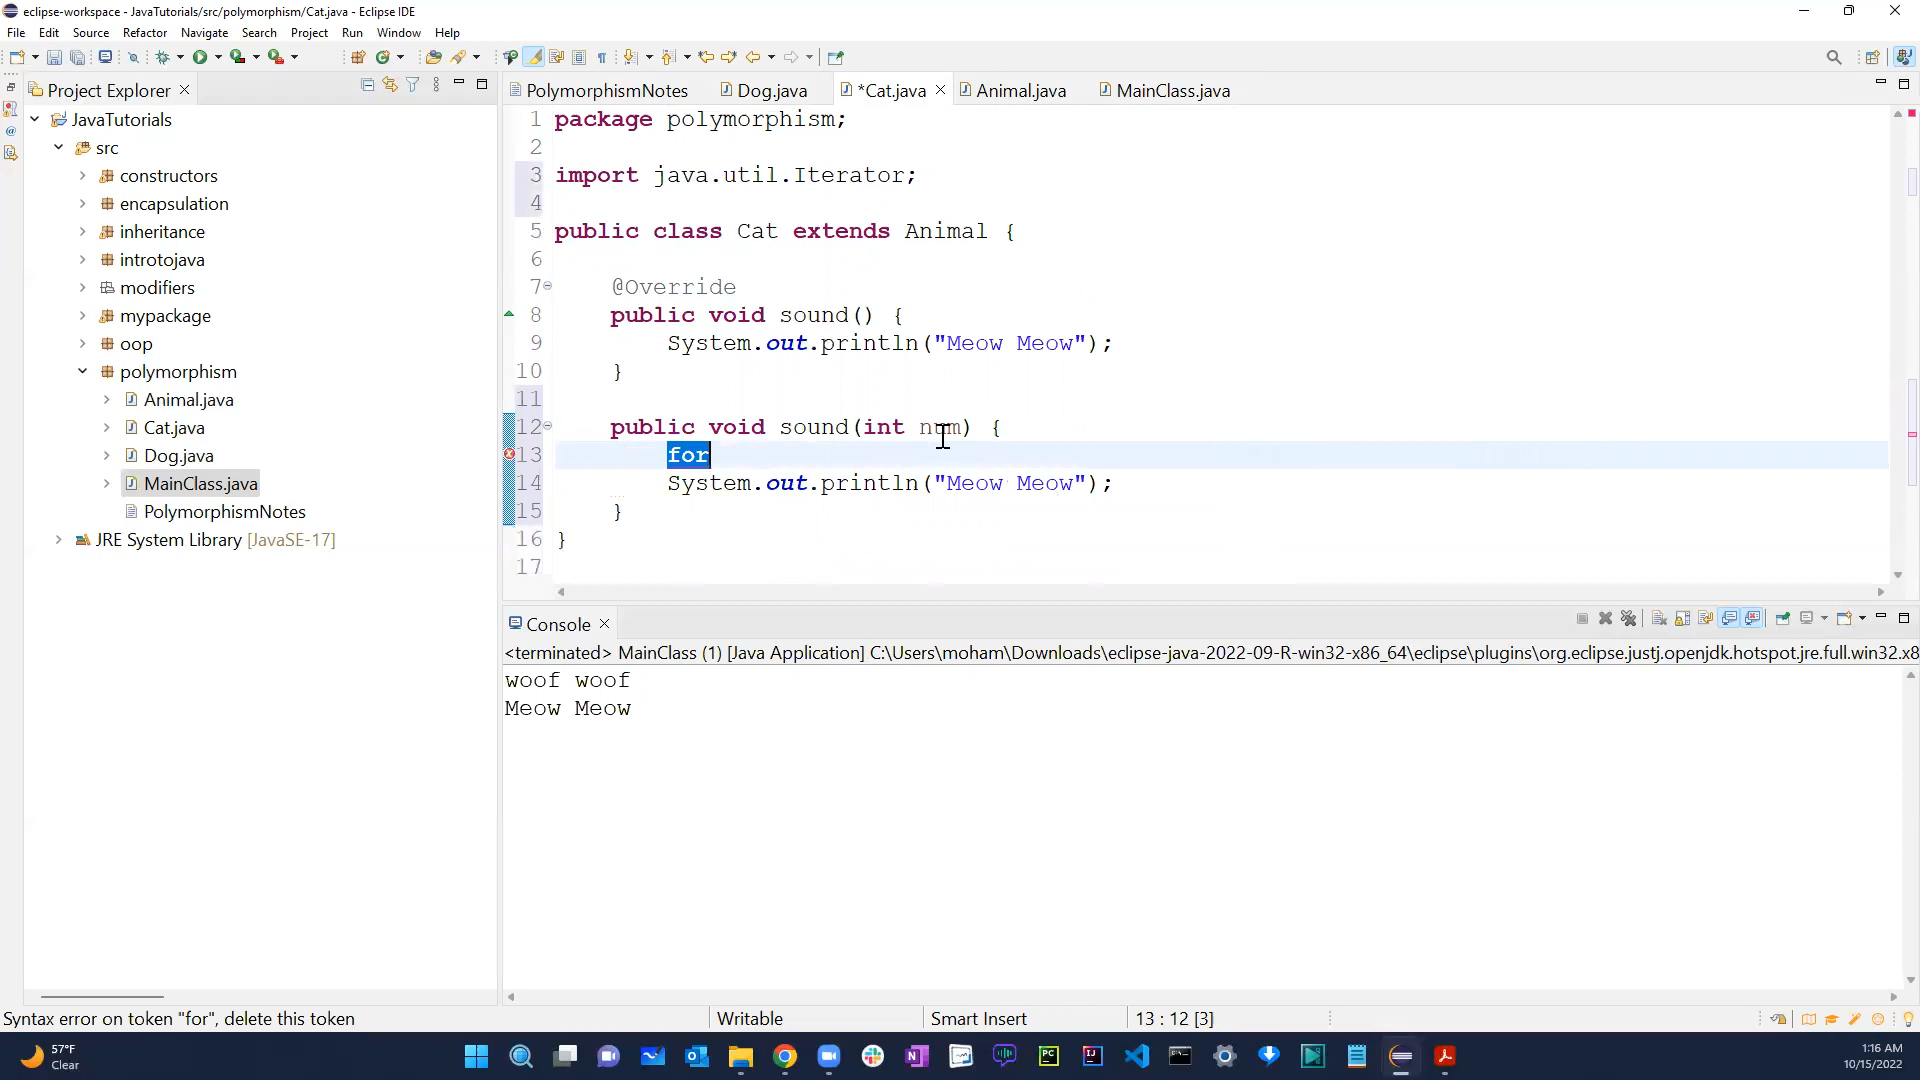 eclipse-workspace - JavaTutorials/src/polymorphism/Cat.java - Eclipse IDE
File Edit Source Refactor Navigate Search Project Run Window Help
Project Explorer
JavaTutorials
src
constructors
encapsulation
inheritance
introtojava
modifiers
mypackage
oop
polymorphism
Animal.java
Cat.java
Dog.java
MainClass.java
PolymorphismNotes
JRE System Library [JavaSE-17]
PolymorphismNotes Dog.java *Cat.java Animal.java MainClass.java
1 package polymorphism;
2
3 import java.util.Iterator;
4
5 public class Cat extends Animal {
6
7 @Override
8 public void sound() {
9 System.out.println("Meow Meow");
10 }
11
12 public void sound(int num) {
13 for
14 System.out.println("Meow Meow");
15 }
16 }
17
Console
<terminated> MainClass (1) [Java Application] C:\Users\moham\Downloads\eclipse-java-2022-09-R-win32-x86_64\eclipse\plugins\org.eclipse.justj.openjdk.hotspot.jre.full.win32.x8
woof woof
Meow Meow
Syntax error on token "for", delete this token
Writable
Smart Insert
13 : 12 [3]
57°F
Clear
1:16 AM
10/15/2022